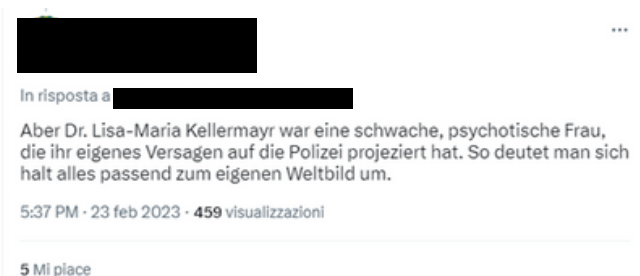 In risposta a
Aber Dr. Lisa-Maria Kellermayr war eine schwache, psychotische Frau,
die ihr eigenes Versagen auf die Polizei projeziert hat. So deutet man sich
halt alles passend zum eigenen Weltbild um.
5:37 PM · 23 feb 2023 · 459 visualizzazioni
5 Mi piace